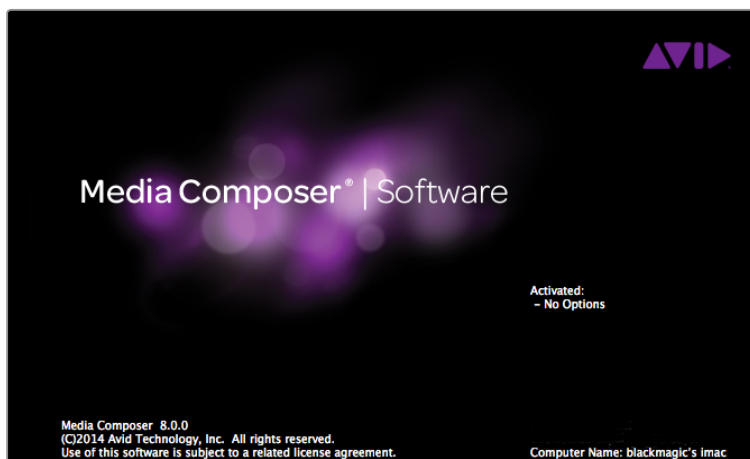 AVID
Media Composer® | Software
Activated:
– No Options
Media Composer 8.0.0
(C)2014 Avid Technology, Inc. All rights reserved.
Use of this software is subject to a related license agreement.
Computer Name: blackmagic's imac